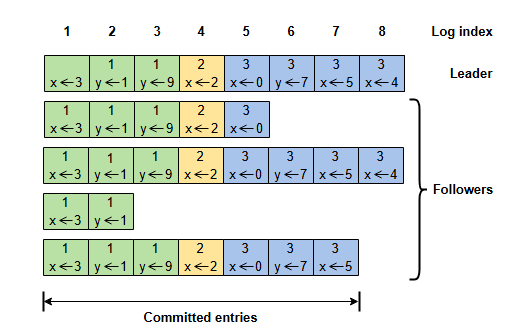 1 2 3 4 5 6 7 8 Log index
1 1 1 2 3 3 3 3
x←3 y←1 y←9 x←2 x←0 y←7 x←5 x←4 Leader
1 1 1 2 3
x←3 y←1 y←9 x←2 x←0
1 1 1 2 3 3 3 3
x←3 y←1 y←9 x←2 x←0 y←7 x←5 x←4
Followers
1 1
x←3 y←1
1 1 1 2 3 3 3
x←3 y←1 y←9 x←2 x←0 y←7 x←5
Committed entries